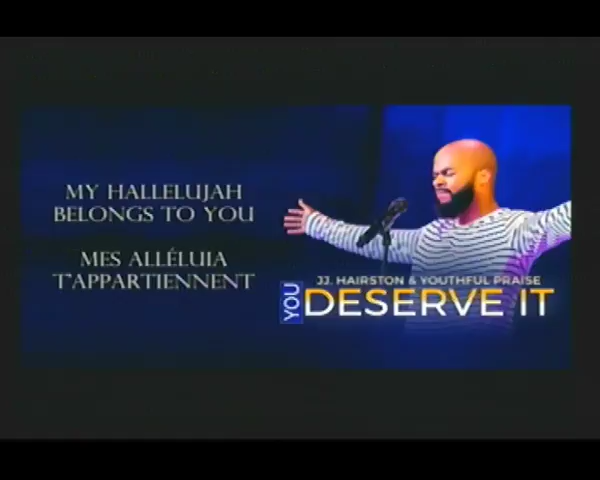 MY HALLELUJAH
BELONGS TO YOU
MES ALLÉLUIA
T'APPARTIENNENT
JJ. HAIRSTON & YOUTHFUL PRAISE
YOU
DESERVE IT